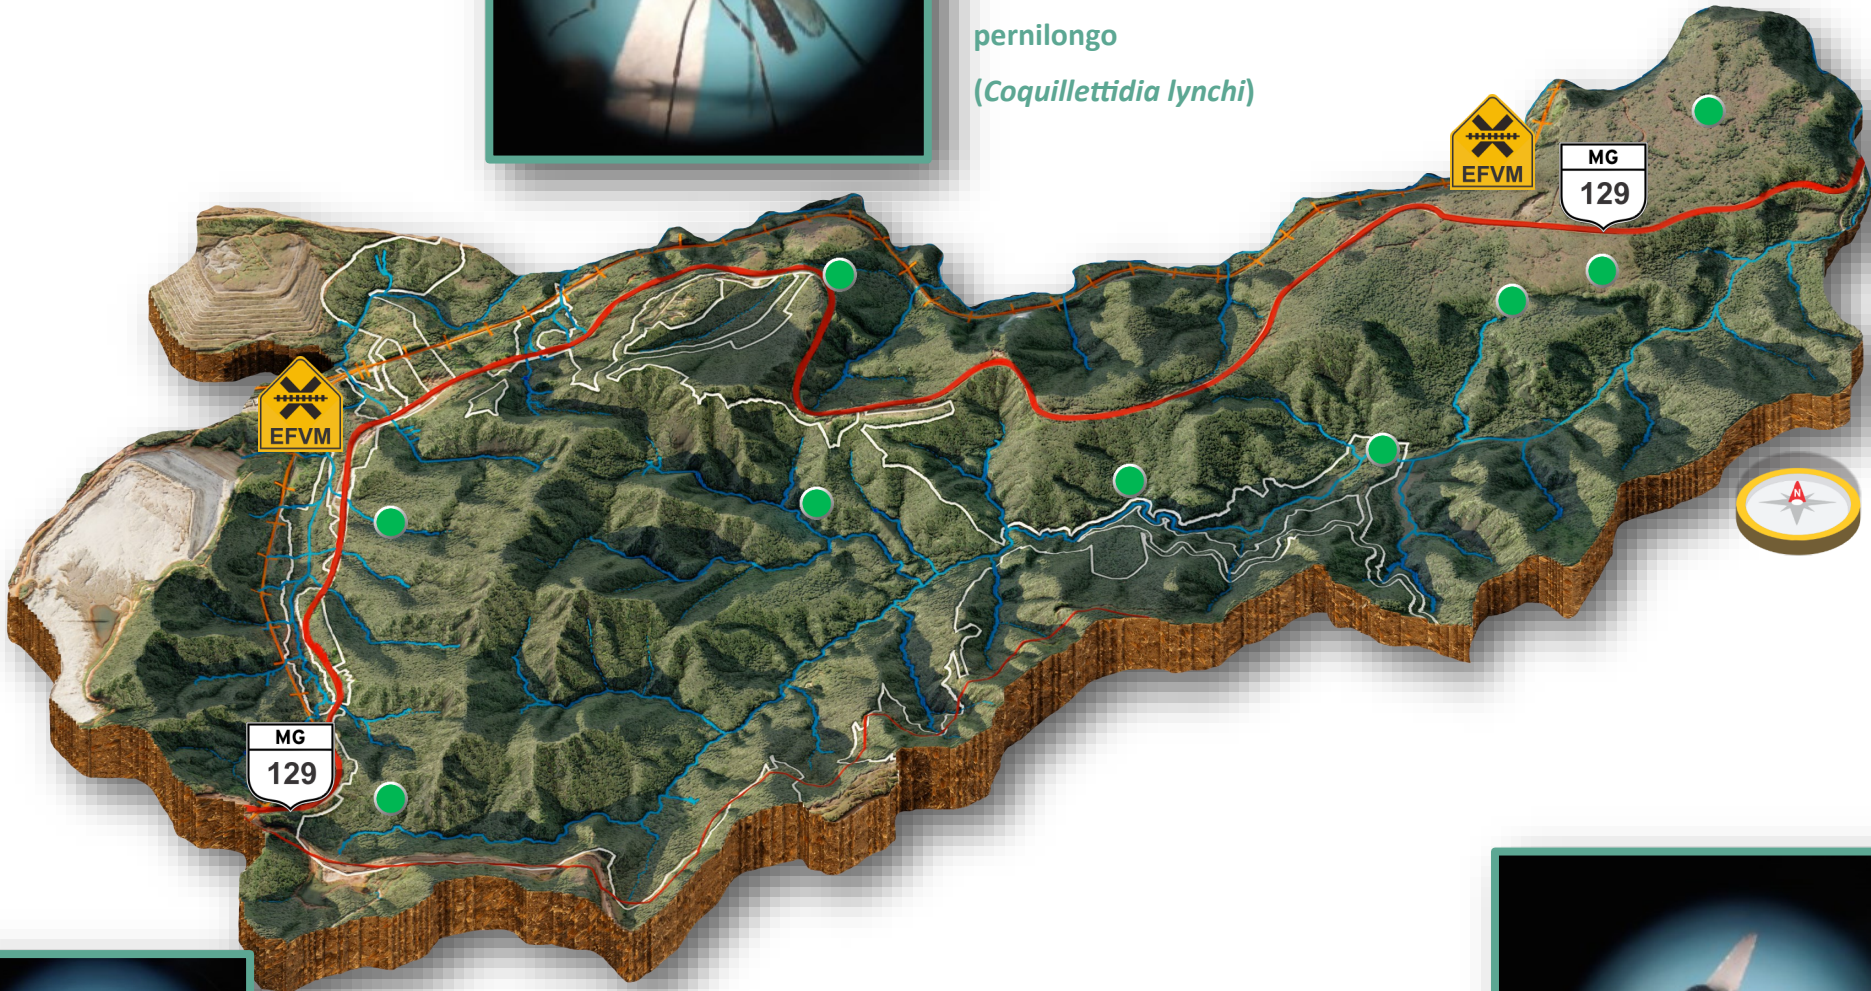 pernilongo
(Coquillettidia lynchi)
EFVM
MG
129
EFVM
N
MG
129